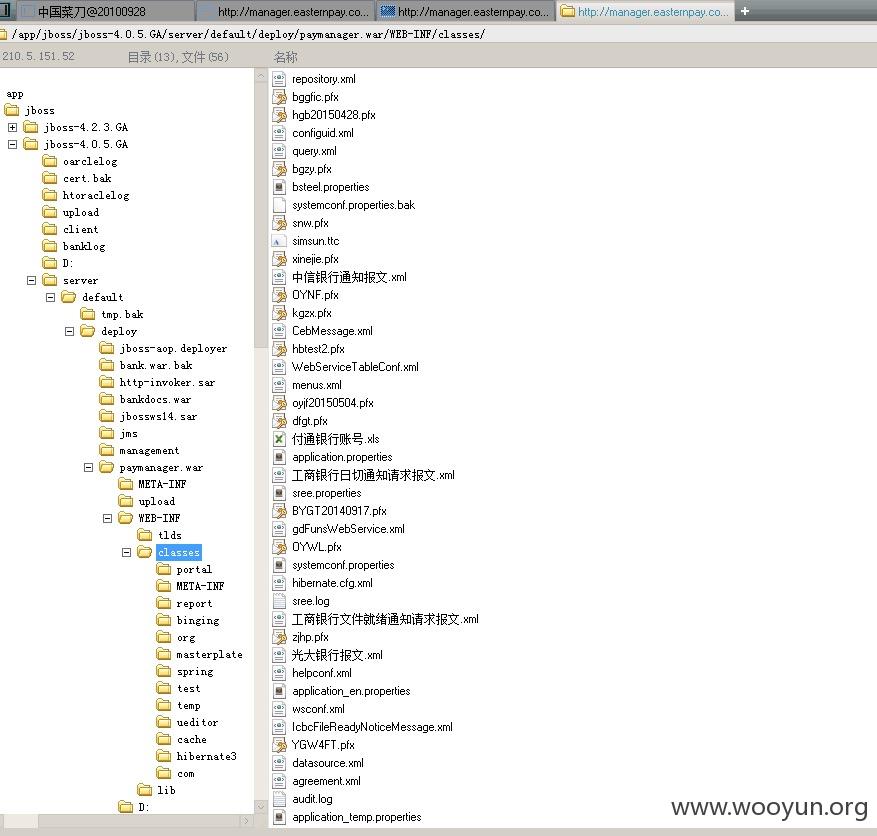 中国菜刀@20100928
http://manager.easternpay.co...
http://manager.easternpay.co...
http://manager.easternpay.co...
/app/jboss/jboss-4.0.5.GA/server/default/deploy/paymanager.war/WEB-INF/classes/
210.5.151.52 目录(13),文件(56) 名称
app
jboss
jboss-4.2.3.GA
jboss-4.0.5.GA
oarclelog
cert.bak
htoraclelog
upload
client
banklog
D:
server
default
tmp.bak
deploy
jboss-aop.deployer
bank.war.bak
http-invoker.sar
bankdocs.war
jbossws14.sar
jms
management
paymanager.war
META-INF
upload
WEB-INF
tlds
classes
portal
META-INF
report
binging
org
masterplate
spring
test
temp
ueditor
cache
hibernate3
com
lib
D:
repository.xml
bggfic.pfx
hgb20150428.pfx
configuid.xml
query.xml
bgzy.pfx
bsteel.properties
systemconf.properties.bak
snw.pfx
simsun.ttc
xinejie.pfx
中信银行通知报文.xml
OYNF.pfx
kgzx.pfx
CebMessage.xml
hbtest2.pfx
WebServiceTableConf.xml
menus.xml
oyjf20150504.pfx
dfgt.pfx
付通银行账号.xls
application.properties
工商银行日切通知请求报文.xml
sree.properties
BYGT20140917.pfx
gdFunsWebService.xml
OYWL.pfx
systemconf.properties
hibernate.cfg.xml
sree.log
工商银行文件就绪通知请求报文.xml
zjhp.pfx
光大银行报文.xml
helpconf.xml
application_en.properties
wsconf.xml
IcbcFileReadyNoticeMessage.xml
YGW4FT.pfx
datasource.xml
agreement.xml
audit.log
application_temp.properties
www.wooyun.org